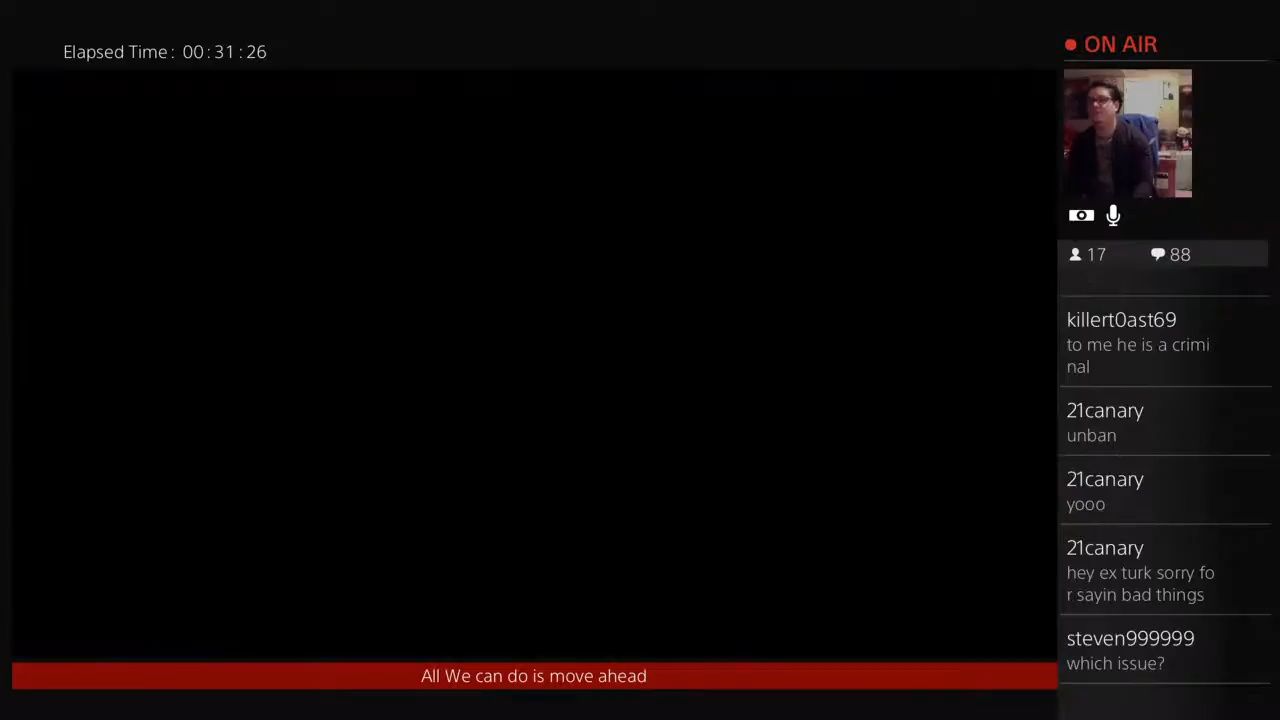 Elapsed Time: 00:31:26
ON AIR
17 88
killert0ast69
to me he is a crimi
nal
21canary
unban
21canary
yooo
21canary
hey ex turk sorry fo
r sayin bad things
steven999999
which issue?
All We can do is move ahead